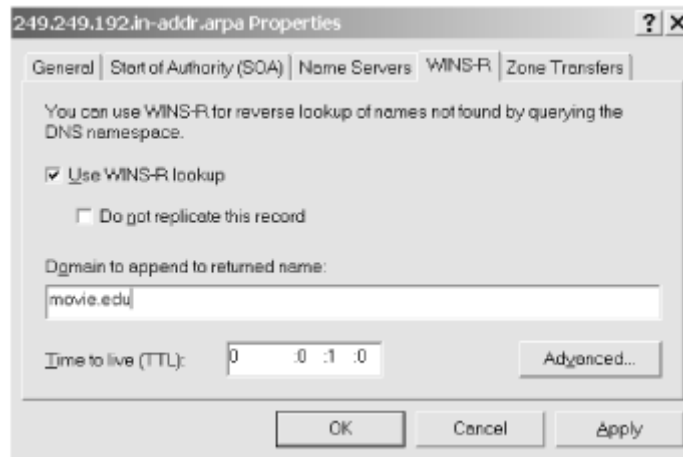 249.249.192.in-addr.arpa Properties ? X
General Start of Authority (SOA) Name Servers WINS-R Zone Transfers
You can use WINS-R for reverse lookup of names not found by querying the
DNS namespace.
Use WINS-R lookup
Do not replicate this record
Domain to append to returned name:
movie.edu
Time to live (TTL): 0 :0 :1 :0 Advanced...
OK Cancel Apply